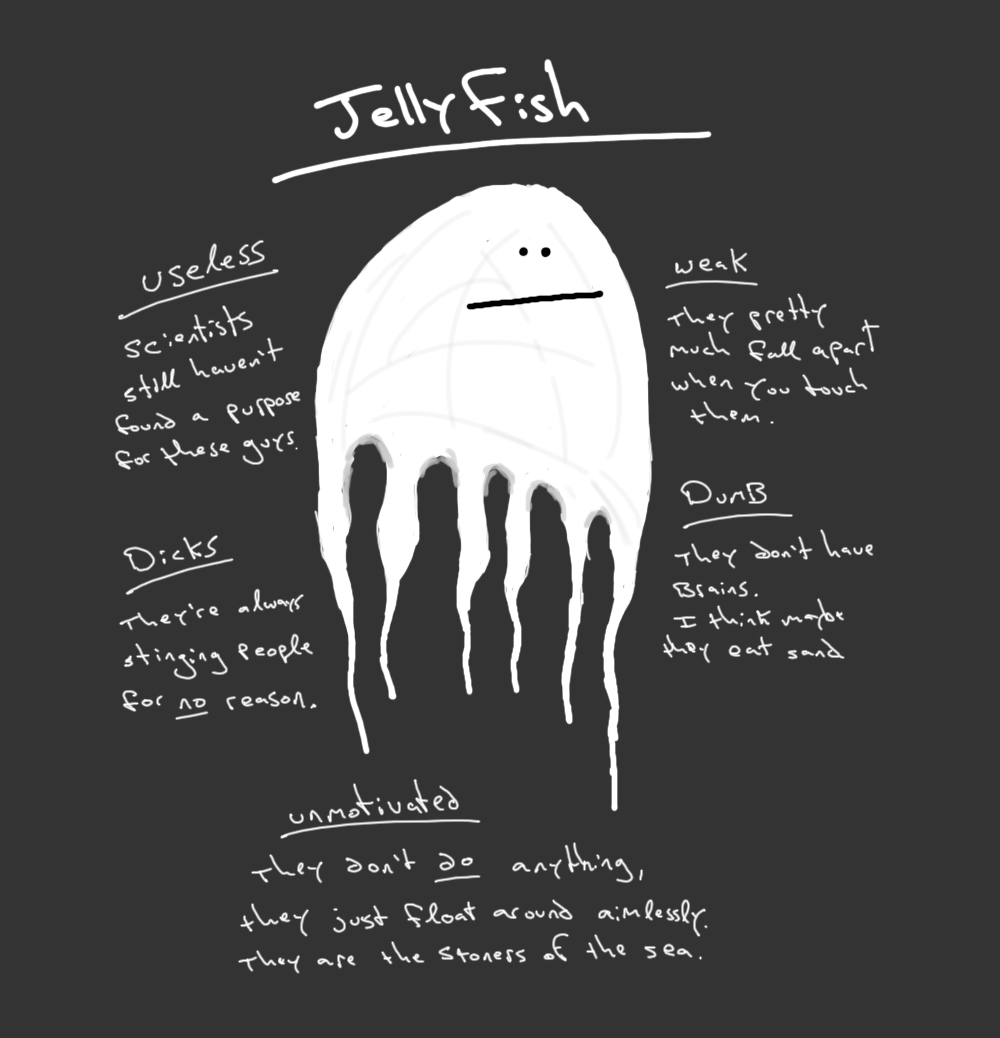 JellyFish
useless
scientists
still haven't
found a purpose
for these guys.
weak
They pretty
much fall apart
when you touch
them.
Dicks
They're always
stinging people
for no reason.
DumB
They don't have
Brains.
I think maybe
they eat sand
unmotivated
They don't do anything,
they just float around aimlessly.
They are the stoners of the sea.